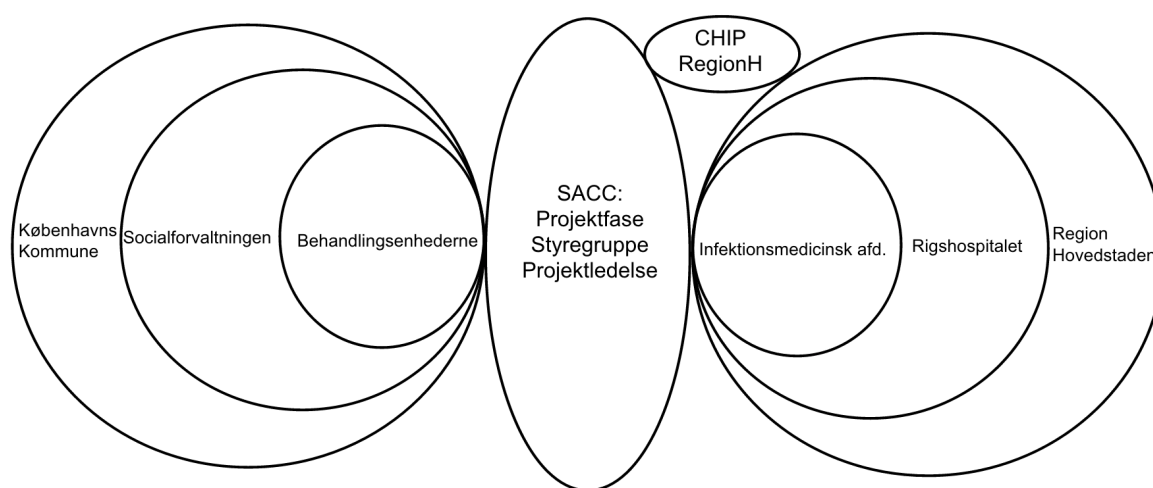 CHIP
RegionH
Københavns
Kommune
Socialforvaltningen
Behandlingsenhederne
SACC:
Projektfase
Styregruppe
Projektledelse
Infektionsmedicinsk afd.
Rigshospitalet
Region
Hovedstaden